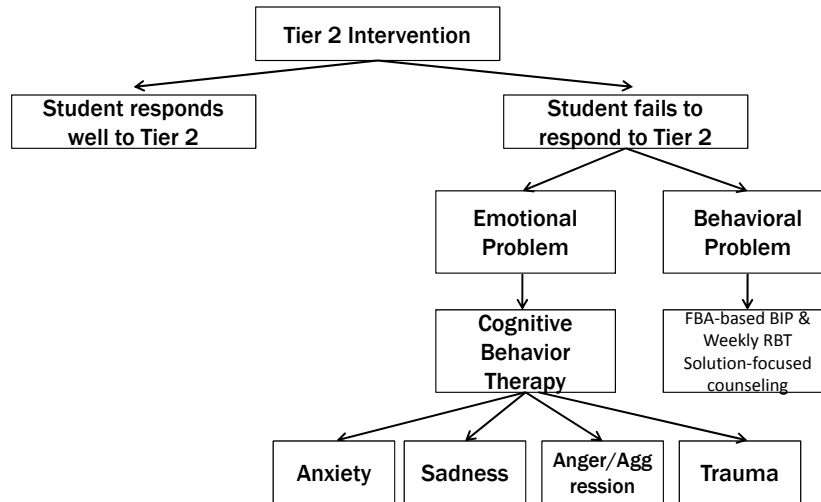 Tier 2 Intervention
Student responds
well to Tier 2
Student fails to
respond to Tier 2
Emotional
Problem
Behavioral
Problem
Cognitive
Behavior
Therapy
FBA-based BIP &
Weekly RBT
Solution-focused
counseling
Anxiety
Sadness
Anger/Agg
ression
Trauma